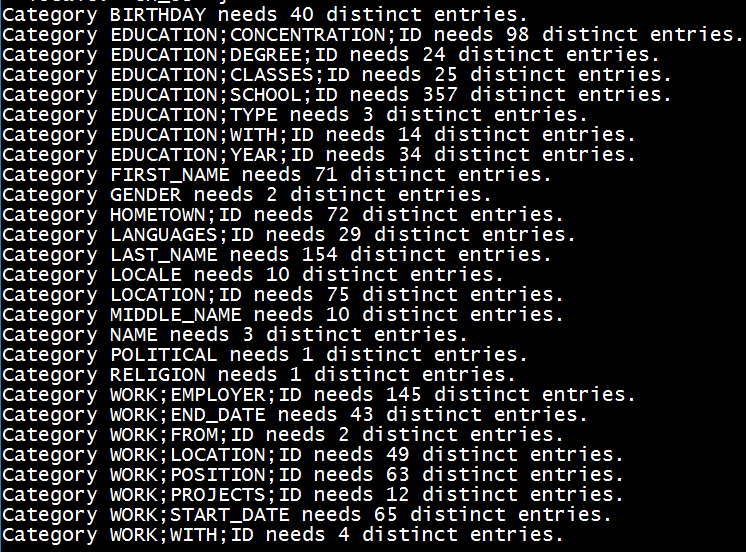 Category BIRTHDAY needs 40 distinct entries.
Category EDUCATION;CONCENTRATION;ID needs 98 distinct entries.
Category EDUCATION;DEGREE;ID needs 24 distinct entries.
Category EDUCATION;CLASSES;ID needs 25 distinct entries.
Category EDUCATION;SCHOOL;ID needs 357 distinct entries.
Category EDUCATION;TYPE needs 3 distinct entries.
Category EDUCATION;WITH;ID needs 14 distinct entries.
Category EDUCATION;YEAR;ID needs 34 distinct entries.
Category FIRST_NAME needs 71 distinct entries.
Category GENDER needs 2 distinct entries.
Category HOMETOWN;ID needs 72 distinct entries.
Category LANGUAGES;ID needs 29 distinct entries.
Category LAST_NAME needs 154 distinct entries.
Category LOCALE needs 10 distinct entries.
Category LOCATION;ID needs 75 distinct entries.
Category MIDDLE_NAME needs 10 distinct entries.
Category NAME needs 3 distinct entries.
Category POLITICAL needs 1 distinct entries.
Category RELIGION needs 1 distinct entries.
Category WORK;EMPLOYER;ID needs 145 distinct entries.
Category WORK;END_DATE needs 43 distinct entries.
Category WORK;FROM;ID needs 2 distinct entries.
Category WORK;LOCATION;ID needs 49 distinct entries.
Category WORK;POSITION;ID needs 63 distinct entries.
Category WORK;PROJECTS;ID needs 12 distinct entries.
Category WORK;START_DATE needs 65 distinct entries.
Category WORK;WITH;ID needs 4 distinct entries.